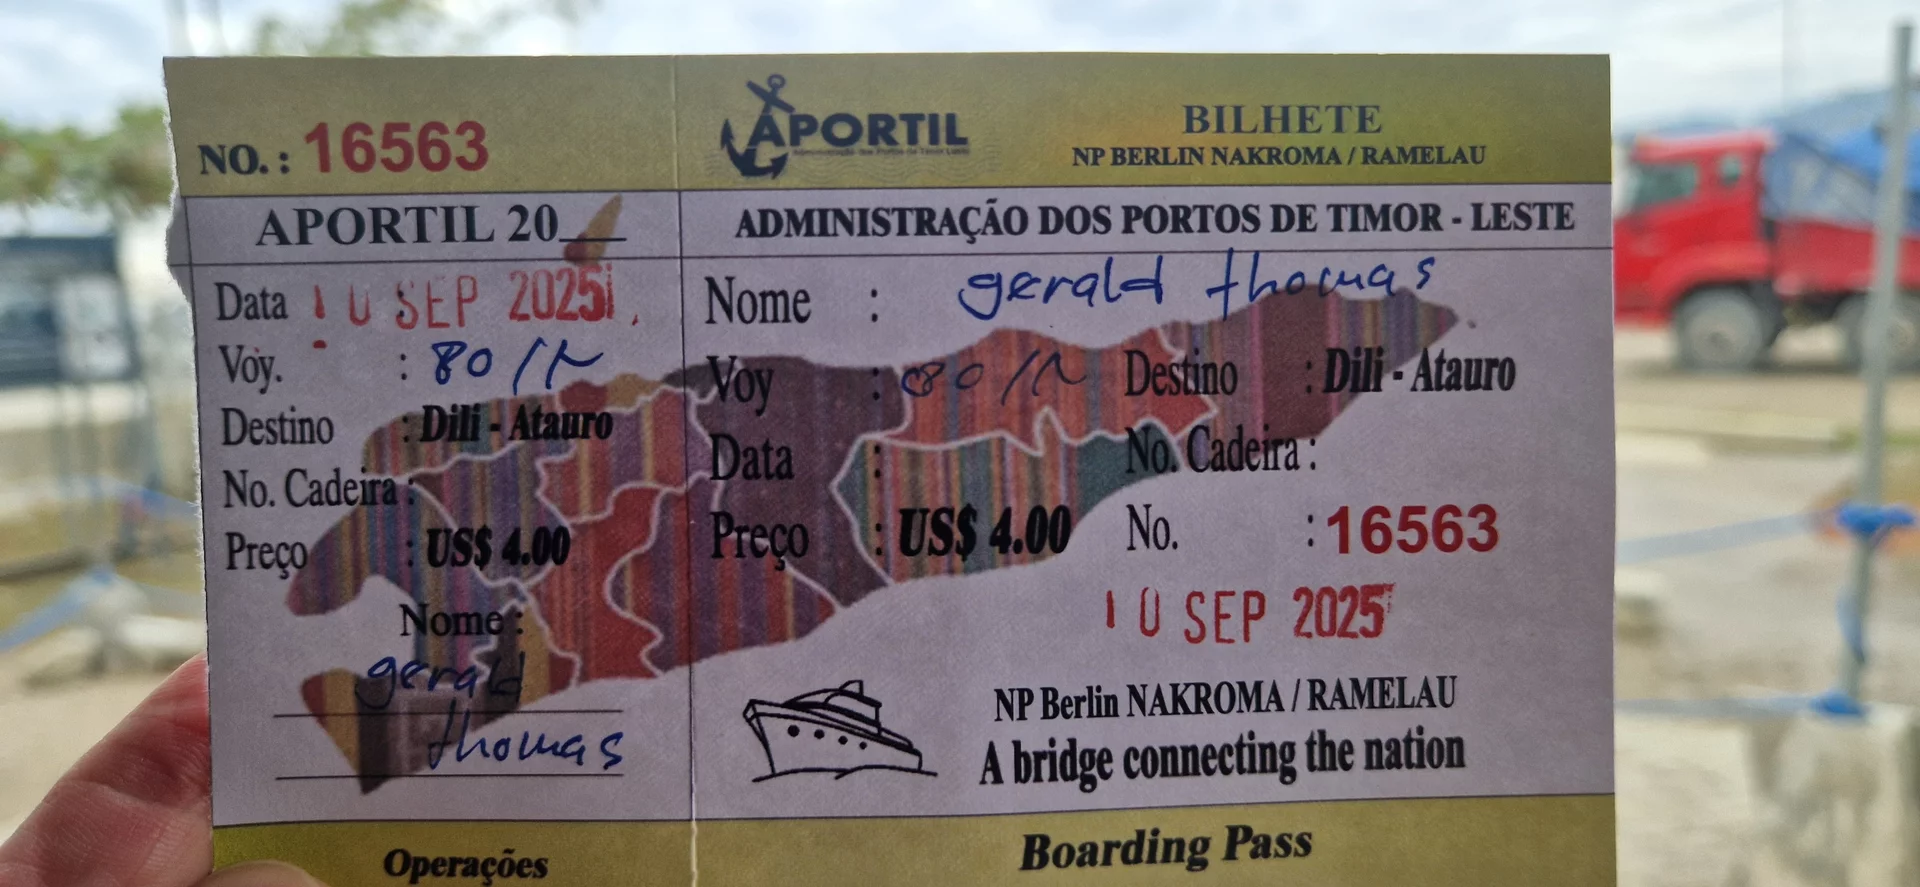 NO. : 16563
APORTIL 20__
Data 10 SEP 2025
Voy. :
Destino : Dili - Atauro
No. Cadeira :
Preço : US$ 4.00
Nome :
gerald
thomas
Operações
APORTIL
BILHETE
NP BERLIN NAKROMA / RAMELAU
ADMINISTRAÇÃO DOS PORTOS DE TIMOR - LESTE
Nome : gerald thomas
Voy : Destino : Dili - Atauro
Data : No. Cadeira :
Preço : US$ 4.00 No. : 16563
10 SEP 2025
NP Berlin NAKROMA / RAMELAU
A bridge connecting the nation
Boarding Pass